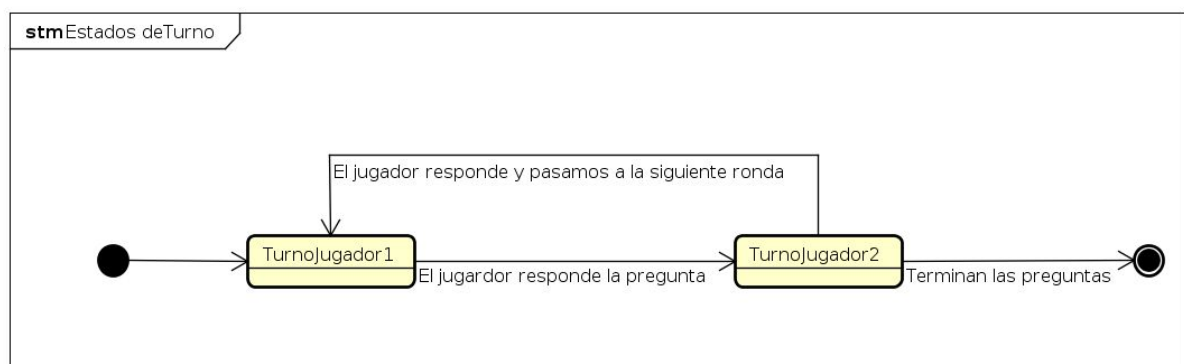 stm Estados deTurno
El jugador responde y pasamos a la siguiente ronda
TurnoJugador1
TurnoJugador2
El jugardor responde la pregunta
Terminan las preguntas